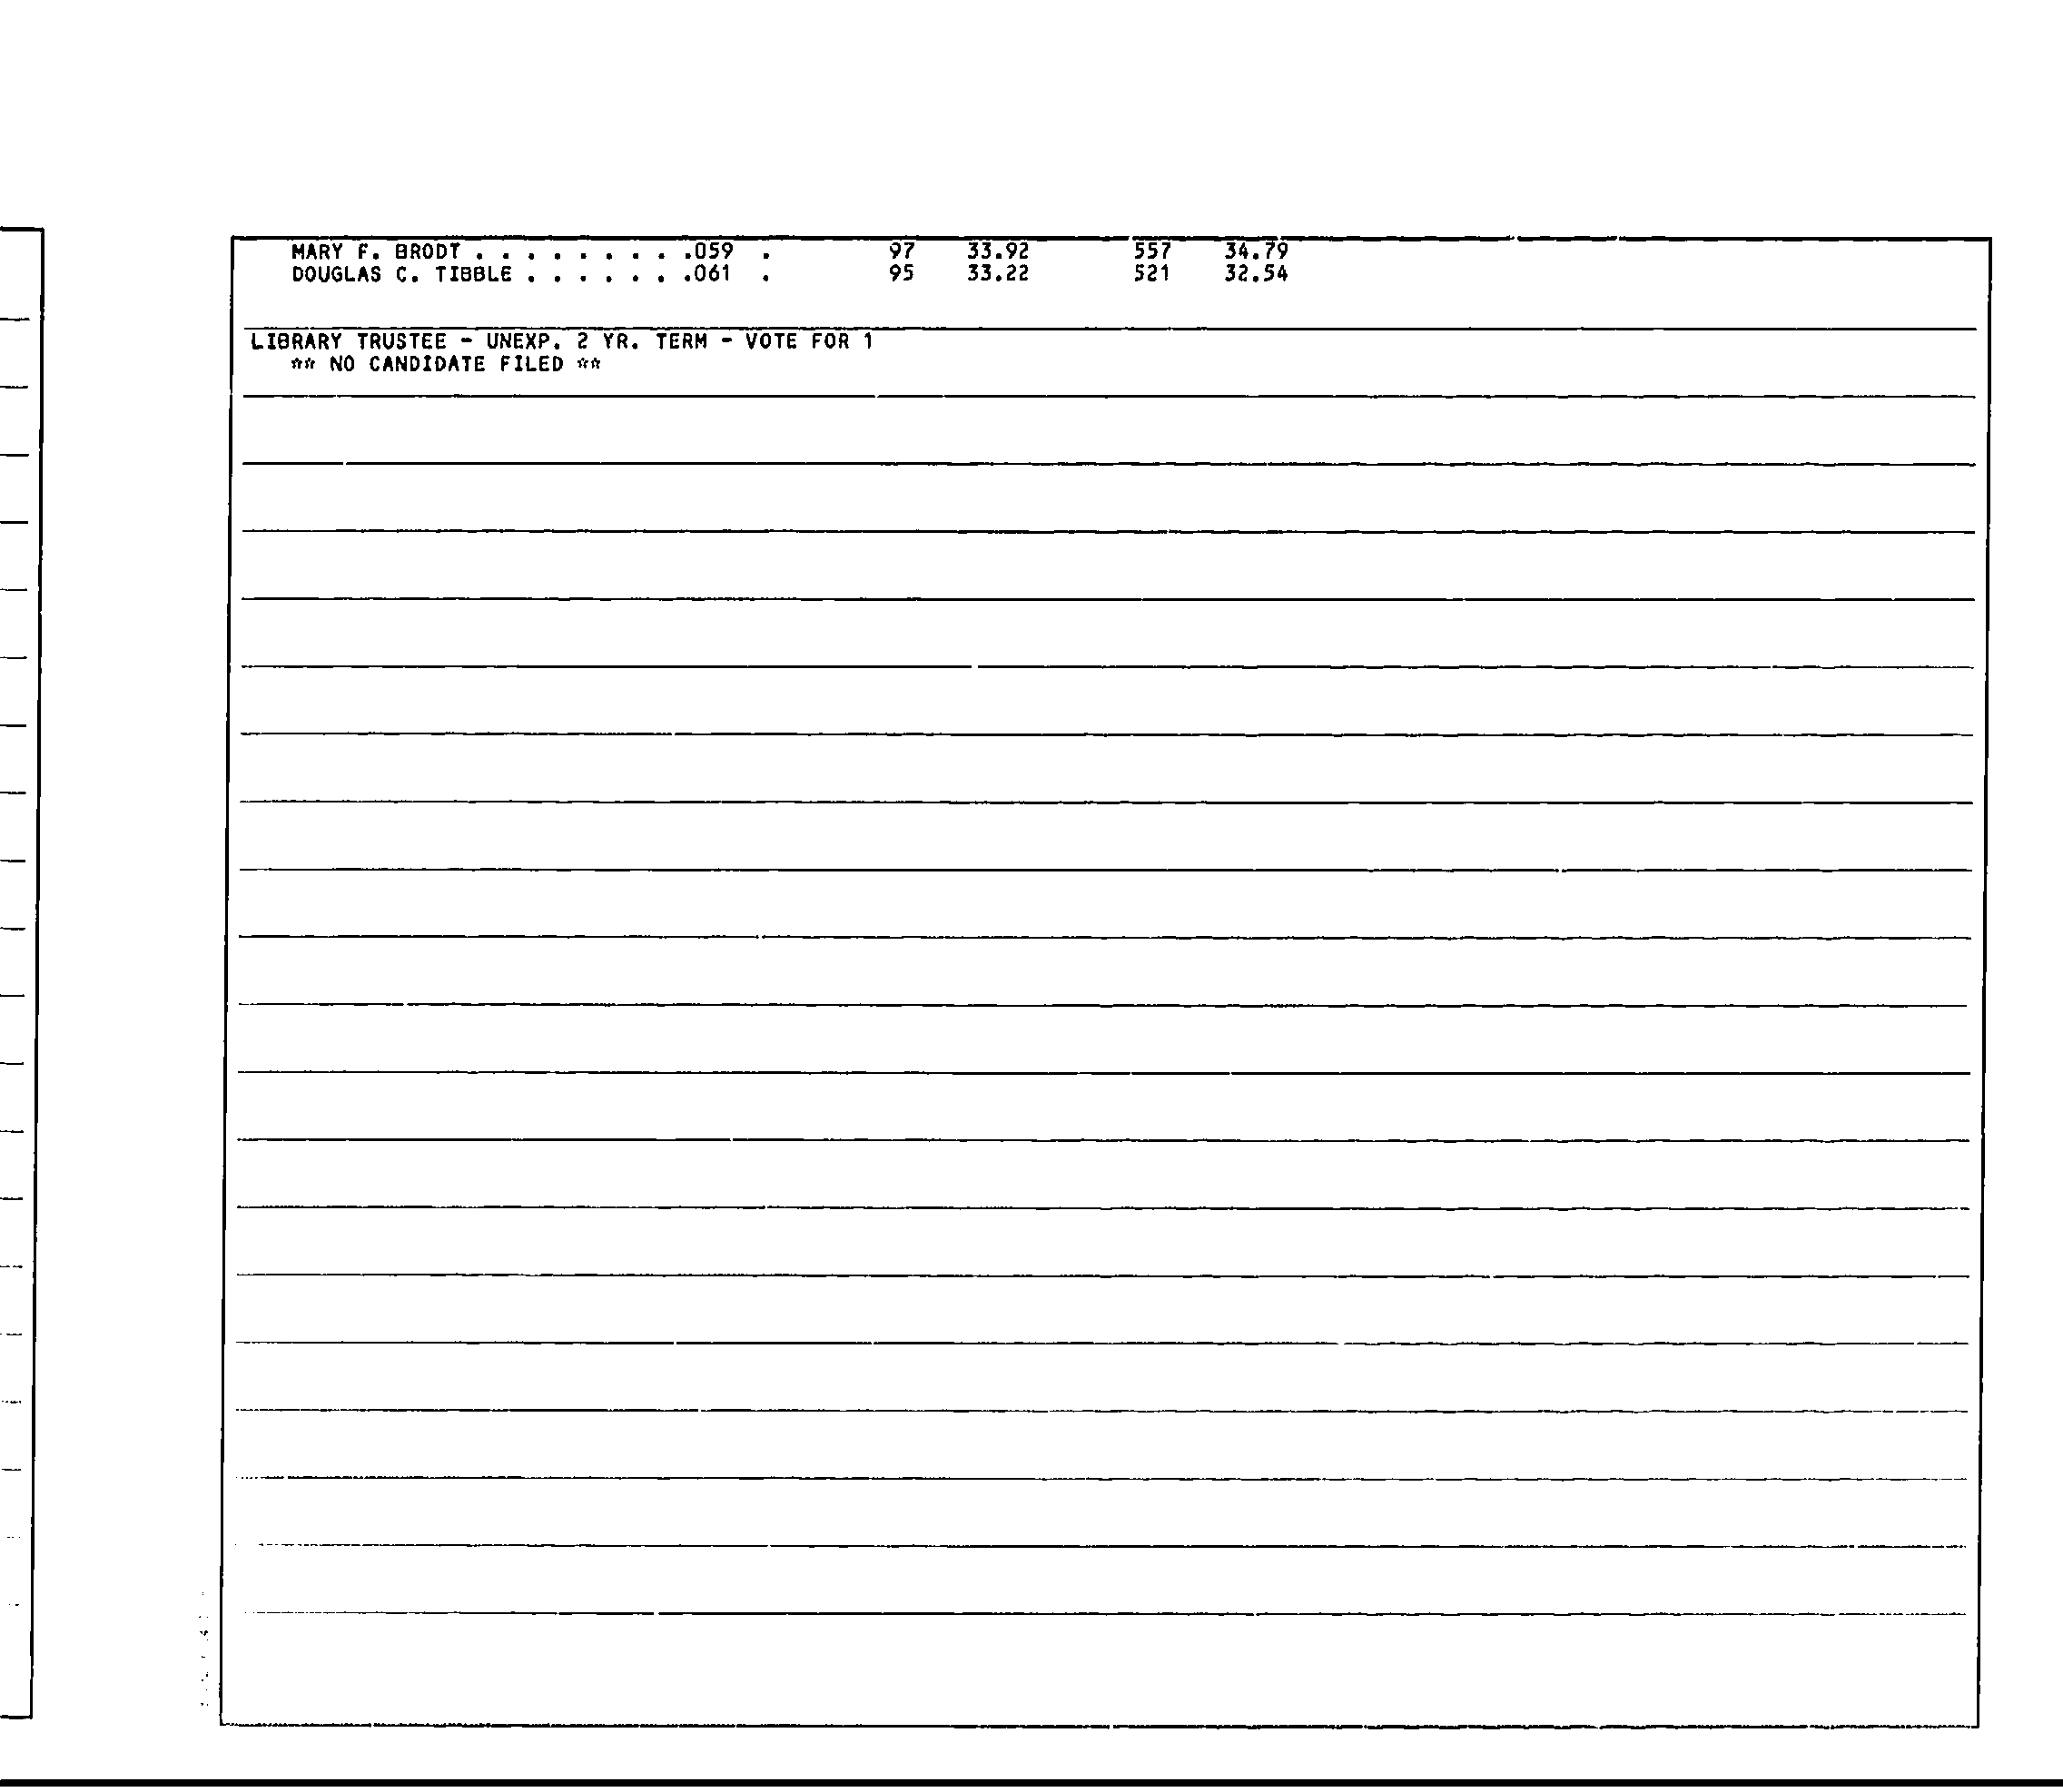 MARY F. BRODT . . . . . . . . .059 . 97 33.92 557 34.79
DOUGLAS C. TIBBLE . . . . . . .061 . 95 33.22 521 32.54
LIBRARY TRUSTEE - UNEXP. 2 YR. TERM - VOTE FOR 1
** NO CANDIDATE FILED **